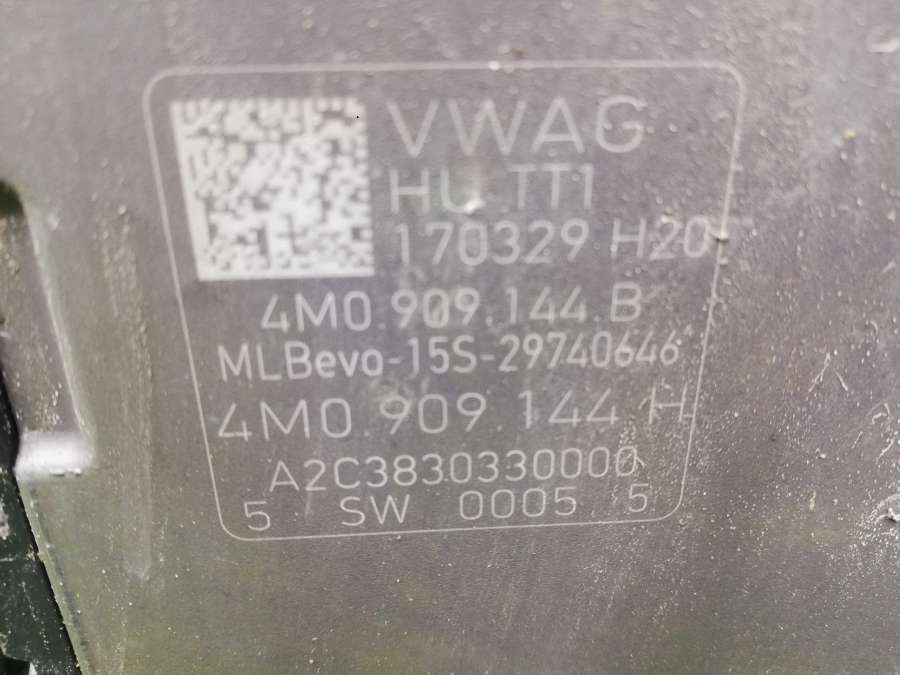 VWAG
HU TT1
170329 H20
4M0.909.144.B
MLBevo-15S-29740646
4M0.909.144 H
A2C3830330000
5 SW 0005 5